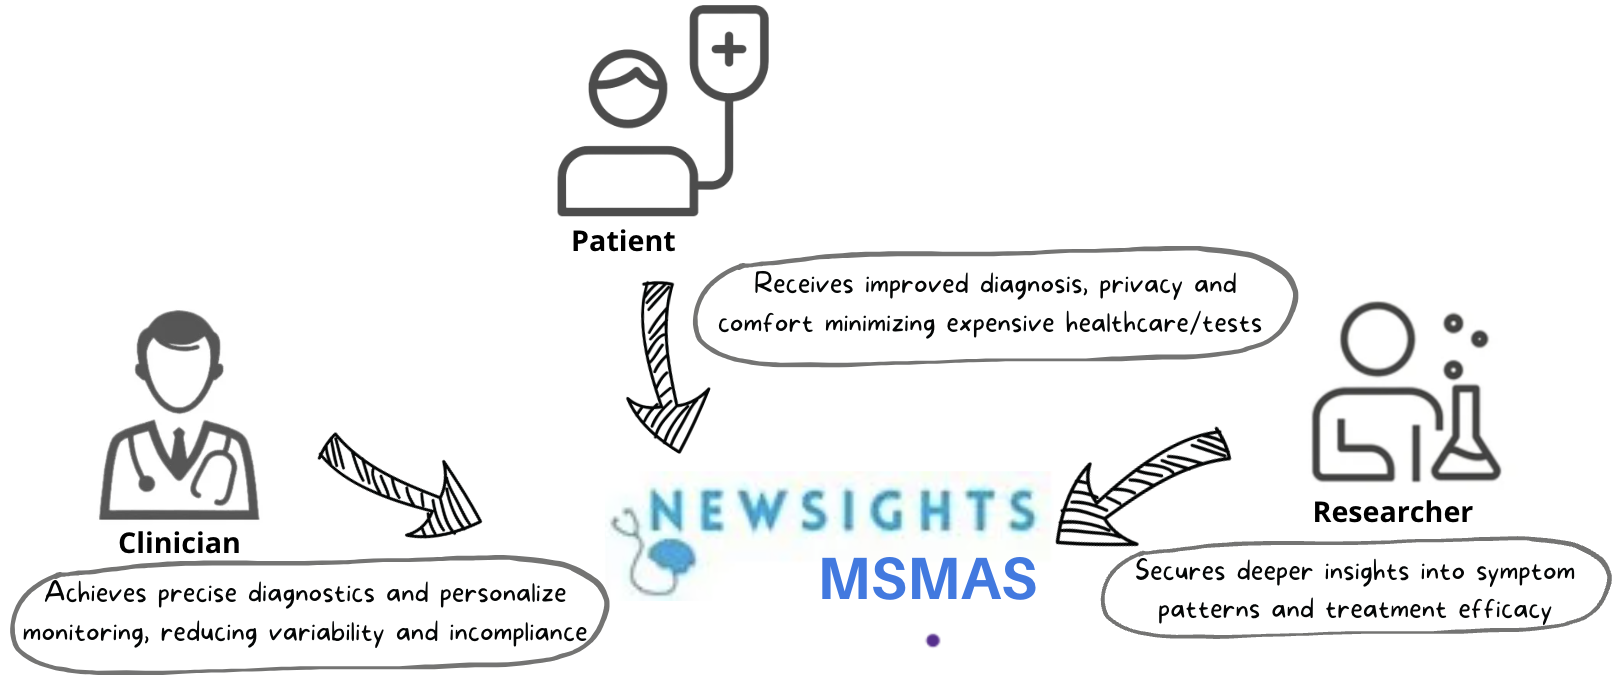 Patient
Receives improved diagnosis, privacy and
comfort minimizing expensive healthcare/tests
Clinician
Achieves precise diagnostics and personalize
monitoring, reducing variability and incompliance
NEWSIGHTS
MSMAS
Researcher
Secures deeper insights into symptom
patterns and treatment efficacy